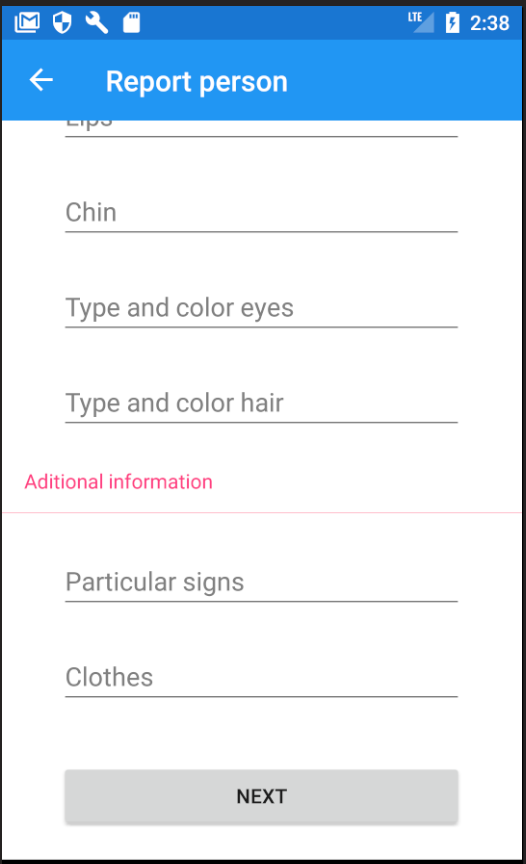 LTE 2:38
Report person
Lips
Chin
Type and color eyes
Type and color hair
Aditional information
Particular signs
Clothes
NEXT